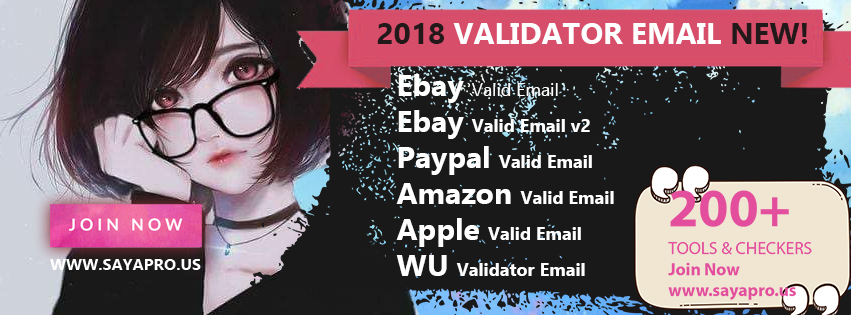 2018 VALIDATOR EMAIL NEW!
Ebay Valid Email
Ebay Valid Email v2
Paypal Valid Email
Amazon Valid Email
Apple Valid Email
WU Validator Email
JOIN NOW
WWW.SAYAPRO.US
200+
TOOLS & CHECKERS
Join Now
www.sayapro.us